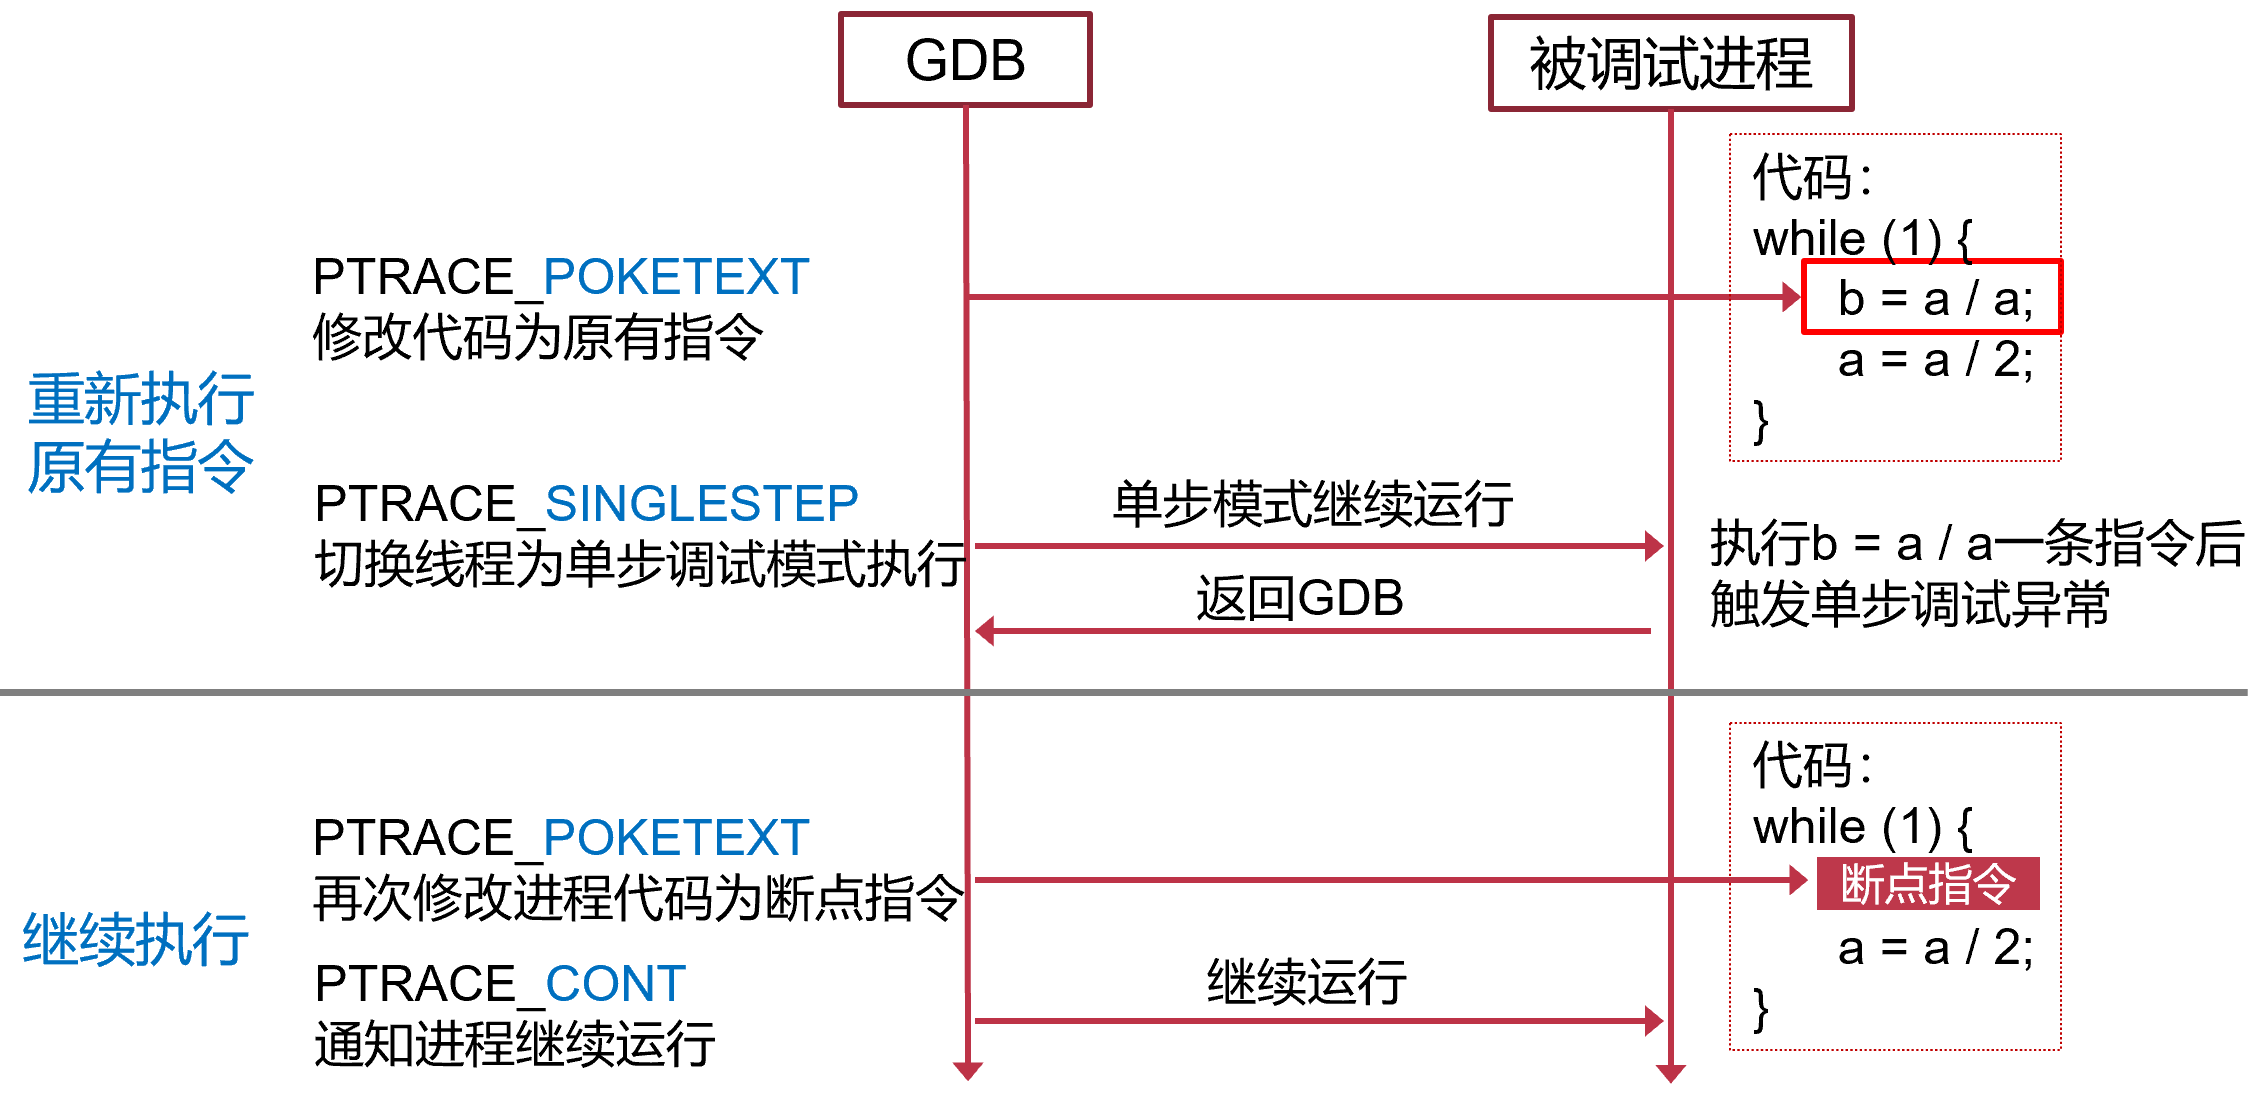 GDB
被调试进程
代码：
while (1) {
b = a / a;
a = a / 2;
}
PTRACE_POKETEXT
修改代码为原有指令
重新执行
原有指令
PTRACE_SINGLESTEP
切换线程为单步调试模式执行
单步模式继续运行
返回GDB
执行b = a / a一条指令后
触发单步调试异常
代码：
while (1) {
断点指令
a = a / 2;
}
PTRACE_POKETEXT
再次修改进程代码为断点指令
继续执行
PTRACE_CONT
通知进程继续运行
继续运行